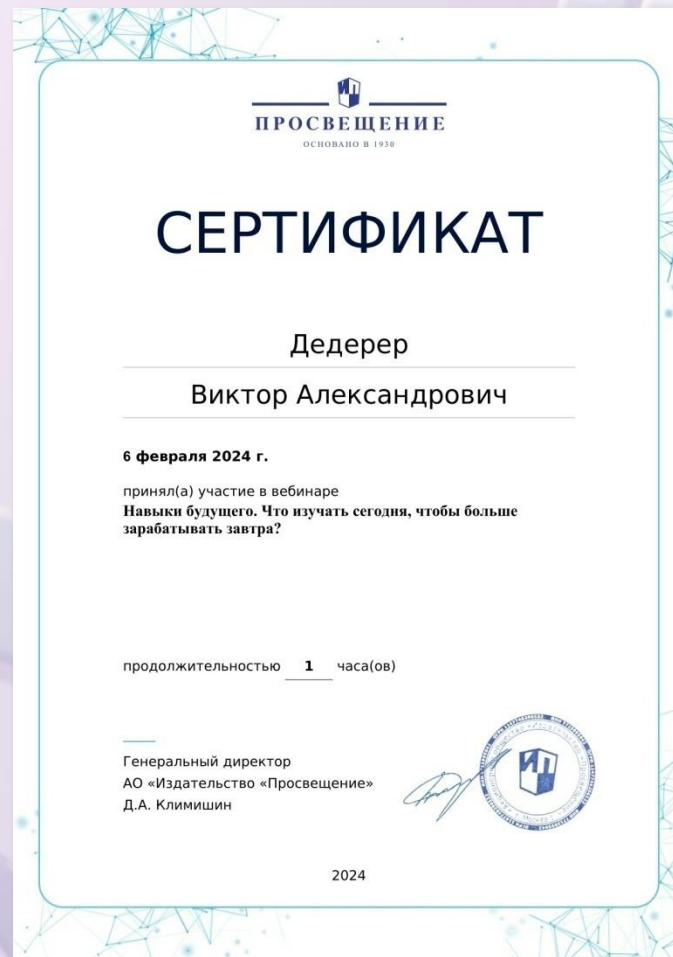 ПРОСВЕЩЕНИЕ
ОСНОВАНО В 1930
СЕРТИФИКАТ
Дедерер
Виктор Александрович
6 февраля 2024 г.
принял(а) участие в вебинаре
Навыки будущего. Что изучать сегодня, чтобы больше
зарабатывать завтра?
продолжительностью 1 часа(ов)
Генеральный директор
АО «Издательство «Просвещение»
Д.А. Климишин
2024